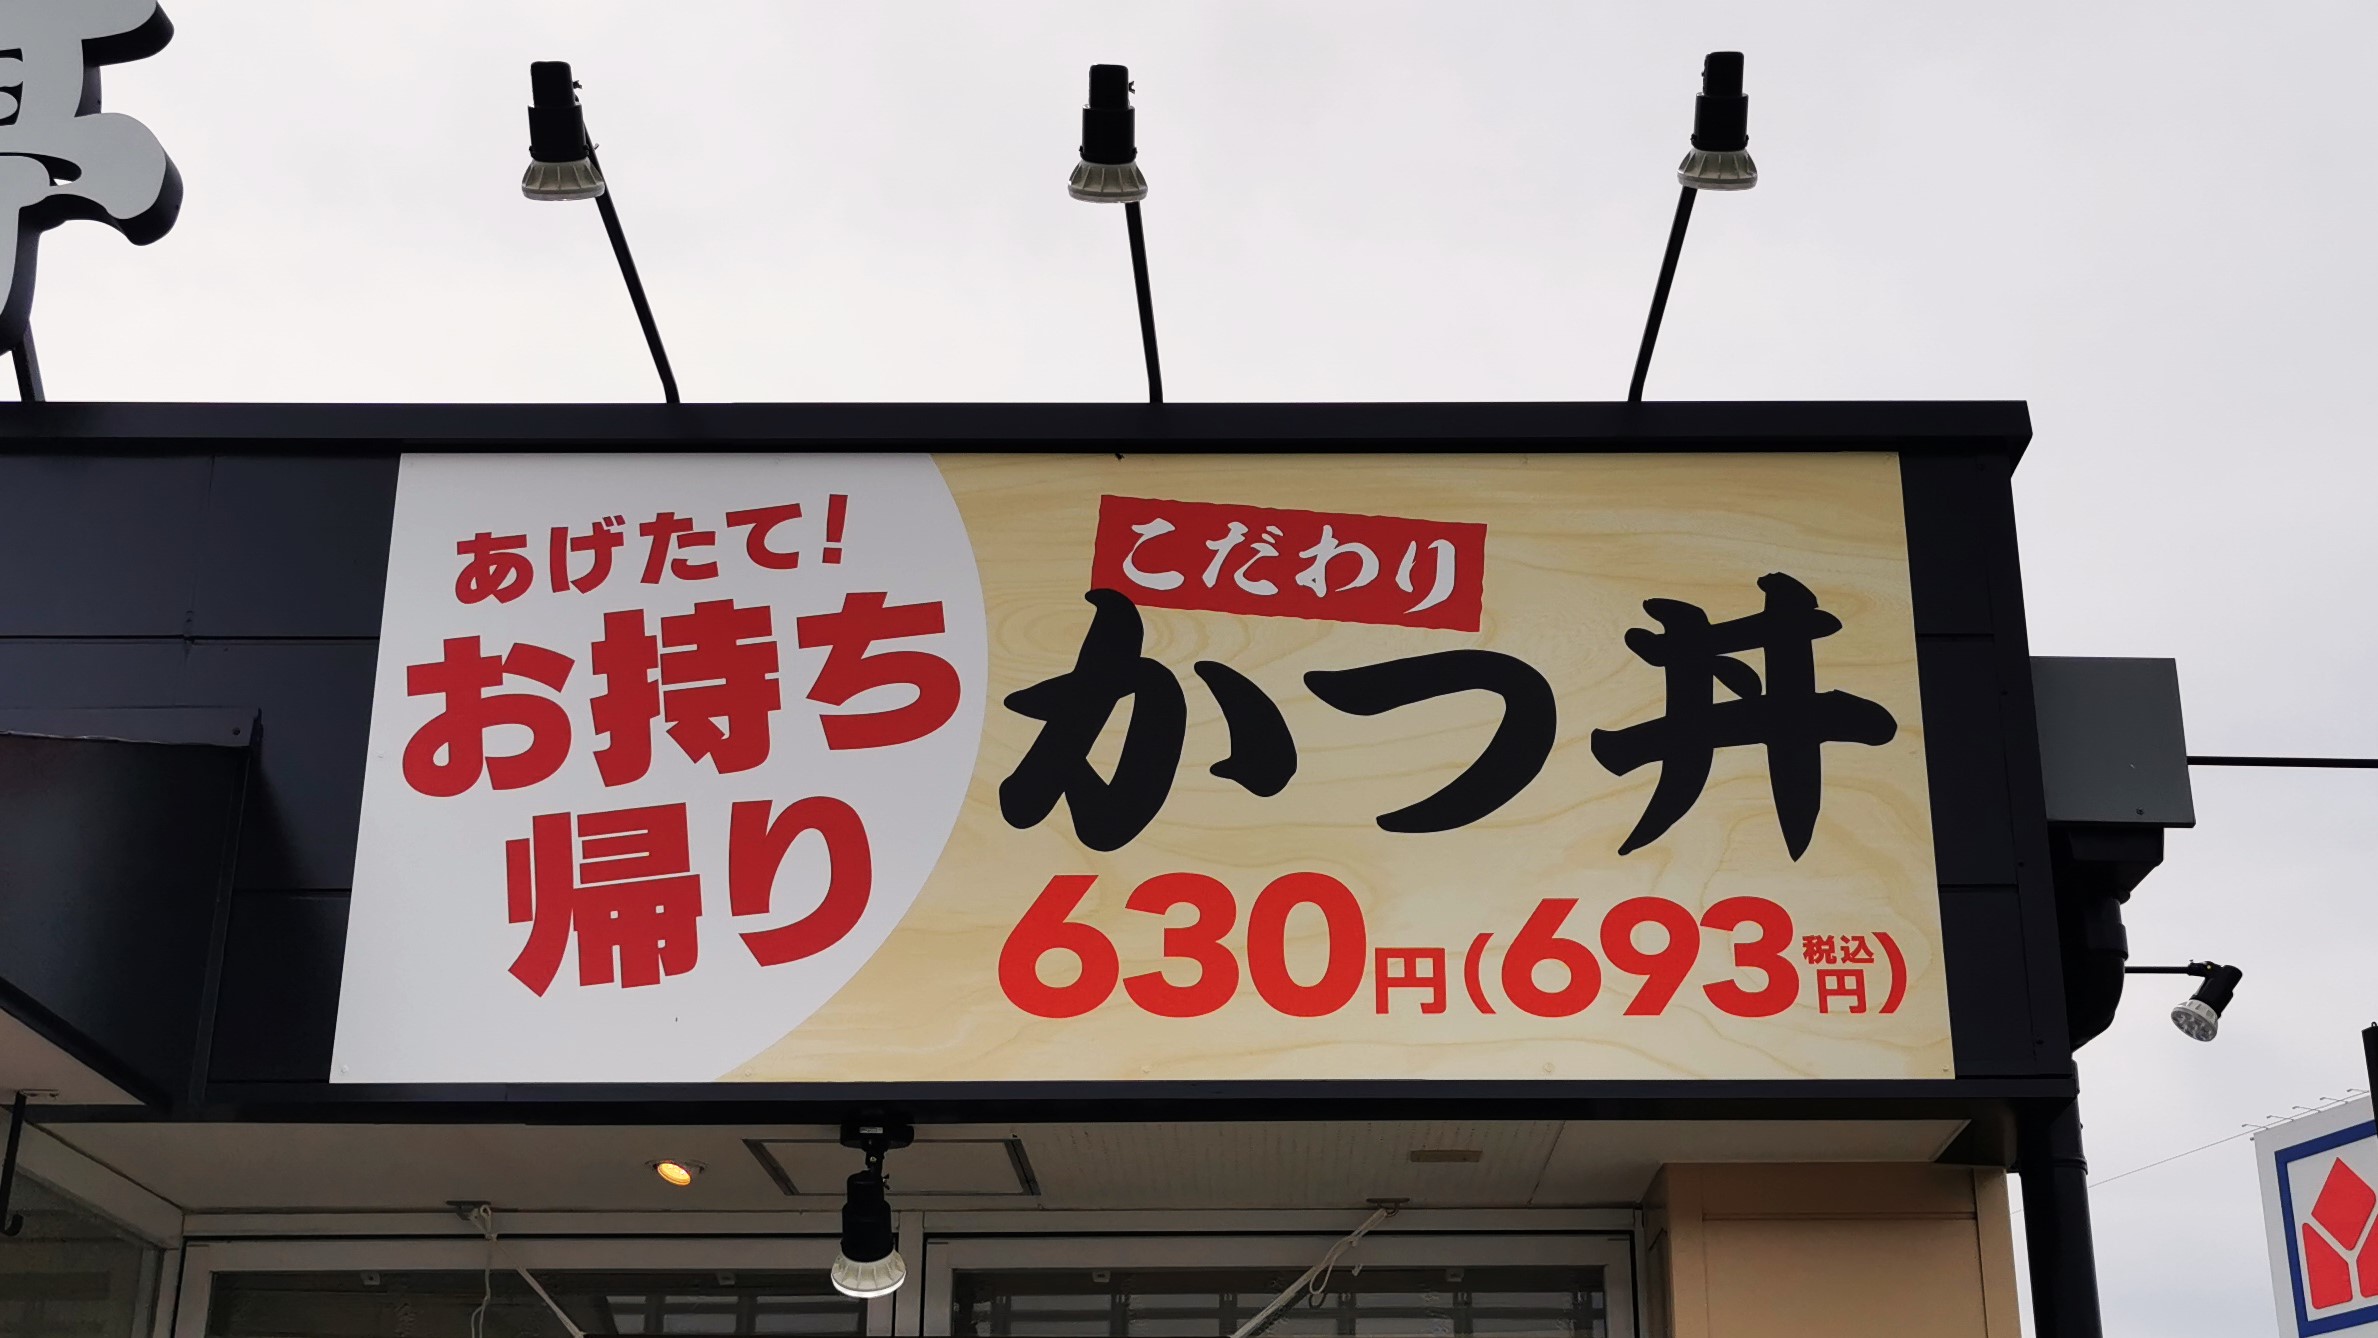 あげたて!
お持ち
帰り
こだわり
かつ丼
630円(693円税込)